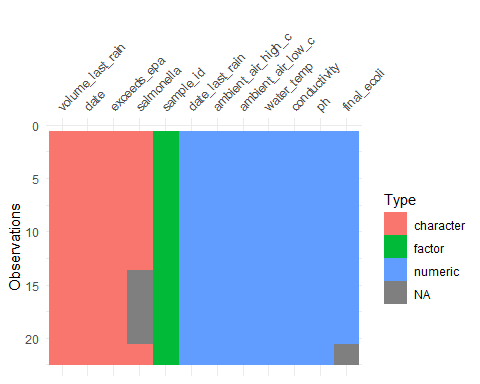 volume_last_rain
date
exceeds_epa
salmonella
sample_id
date_last_rain
ambient_air_high_c
ambient_air_low_c
water_temp
conductivity
ph
final_ecoli
0
5
10
15
20
Observations
Type
character
factor
numeric
NA